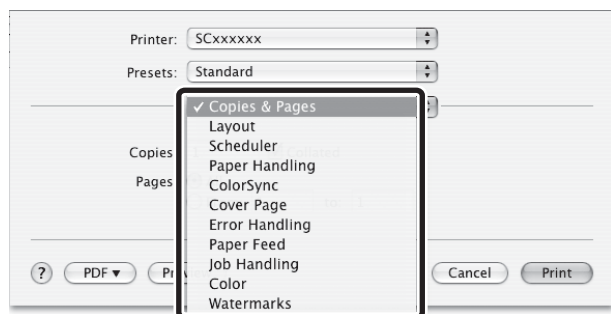 Printer: SCxxxxxx
Presets: Standard
✓ Copies & Pages
Layout
Scheduler
Copies
Paper Handling
Pages
ColorSync
Cover Page
Error Handling
Paper Feed
Job Handling
Color
Watermarks
? PDF ▼
Cancel Print